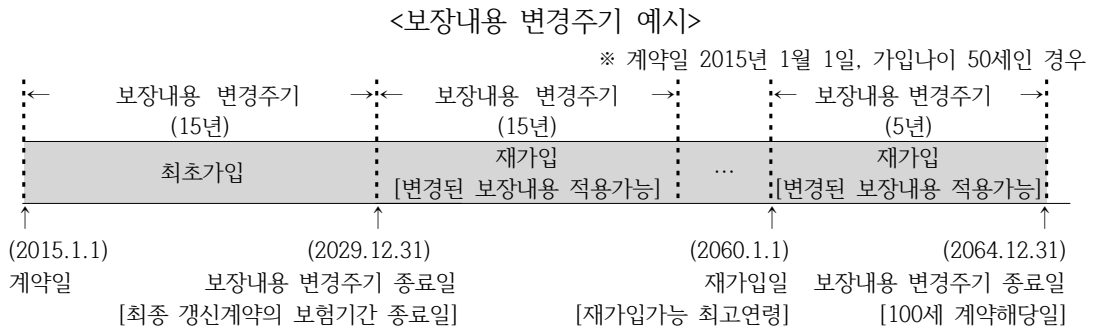 <보장내용 변경주기 예시>
※ 계약일 2015년 1월 1일, 가입나이 50세인 경우
← 보장내용 변경주기 →← 보장내용 변경주기 → ← 보장내용 변경주기 →
(15년) (15년) (5년)
최초가입 재가입 … 재가입
[변경된 보장내용 적용가능] [변경된 보장내용 적용가능]
↑ ↑ ↑ ↑
(2015.1.1) (2029.12.31) (2060.1.1) (2064.12.31)
계약일 보장내용 변경주기 종료일 재가입일 보장내용 변경주기 종료일
[최종 갱신계약의 보험기간 종료일] [재가입가능 최고연령] [100세 계약해당일]